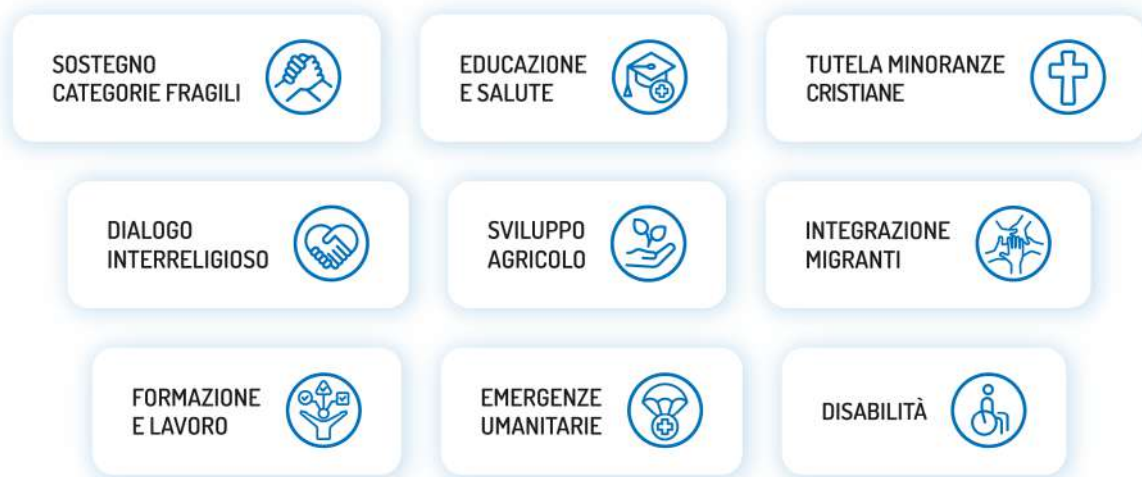 SOSTEGNO
CATEGORIE FRAGILI
EDUCAZIONE
E SALUTE
TUTELA MINORANZE
CRISTIANE
DIALOGO
INTERRELIGIOSO
SVILUPPO
AGRICOLO
INTEGRAZIONE
MIGRANTI
FORMAZIONE
E LAVORO
EMERGENZE
UMANITARIE
DISABILITÀ